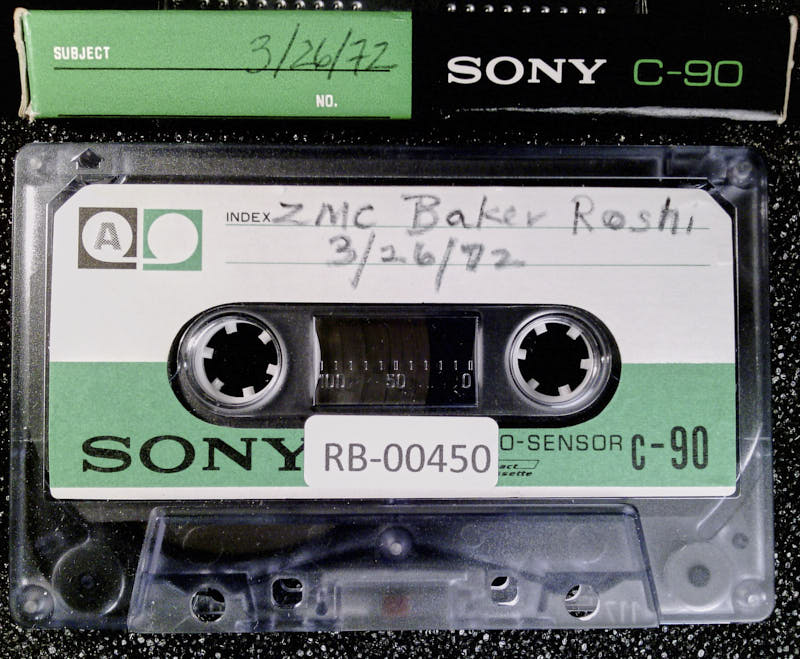 SUBJECT 3/26/72
NO.
SONY C-90
A
INDEX ZMC Baker Roshi
3/26/72
100 50 0
SONY RB-00450 O-SENSOR C-90